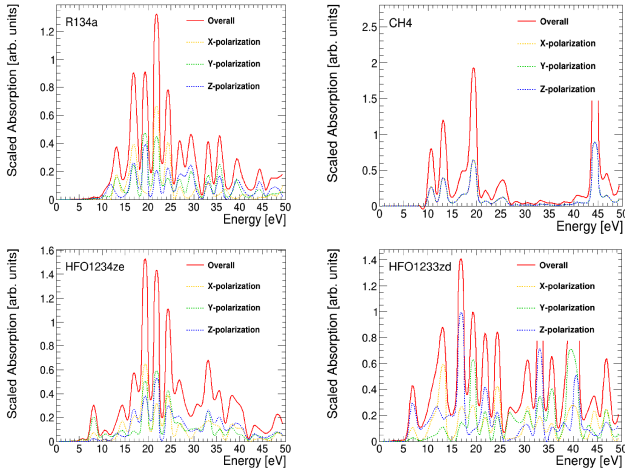 Scaled Absorption [arb. units]
R134a
Overall
X-polarization
Y-polarization
Z-polarization
1.2
1
0.8
0.6
0.4
0.2
0
0 5 10 15 20 25 30 35 40 45 50
Energy [eV]
Scaled Absorption [arb. units]
CH4
Overall
X-polarization
Y-polarization
Z-polarization
2.5
2
1.5
1
0.5
0
0 5 10 15 20 25 30 35 40 45 50
Energy [eV]
Scaled Absorption [arb. units]
HFO1234ze
Overall
X-polarization
Y-polarization
Z-polarization
1.6
1.4
1.2
1
0.8
0.6
0.4
0.2
0
0 5 10 15 20 25 30 35 40 45 50
Energy [eV]
Scaled Absorption [arb. units]
HFO1233zd
Overall
X-polarization
Y-polarization
Z-polarization
1.4
1.2
1
0.8
0.6
0.4
0.2
0
0 5 10 15 20 25 30 35 40 45 50
Energy [eV]